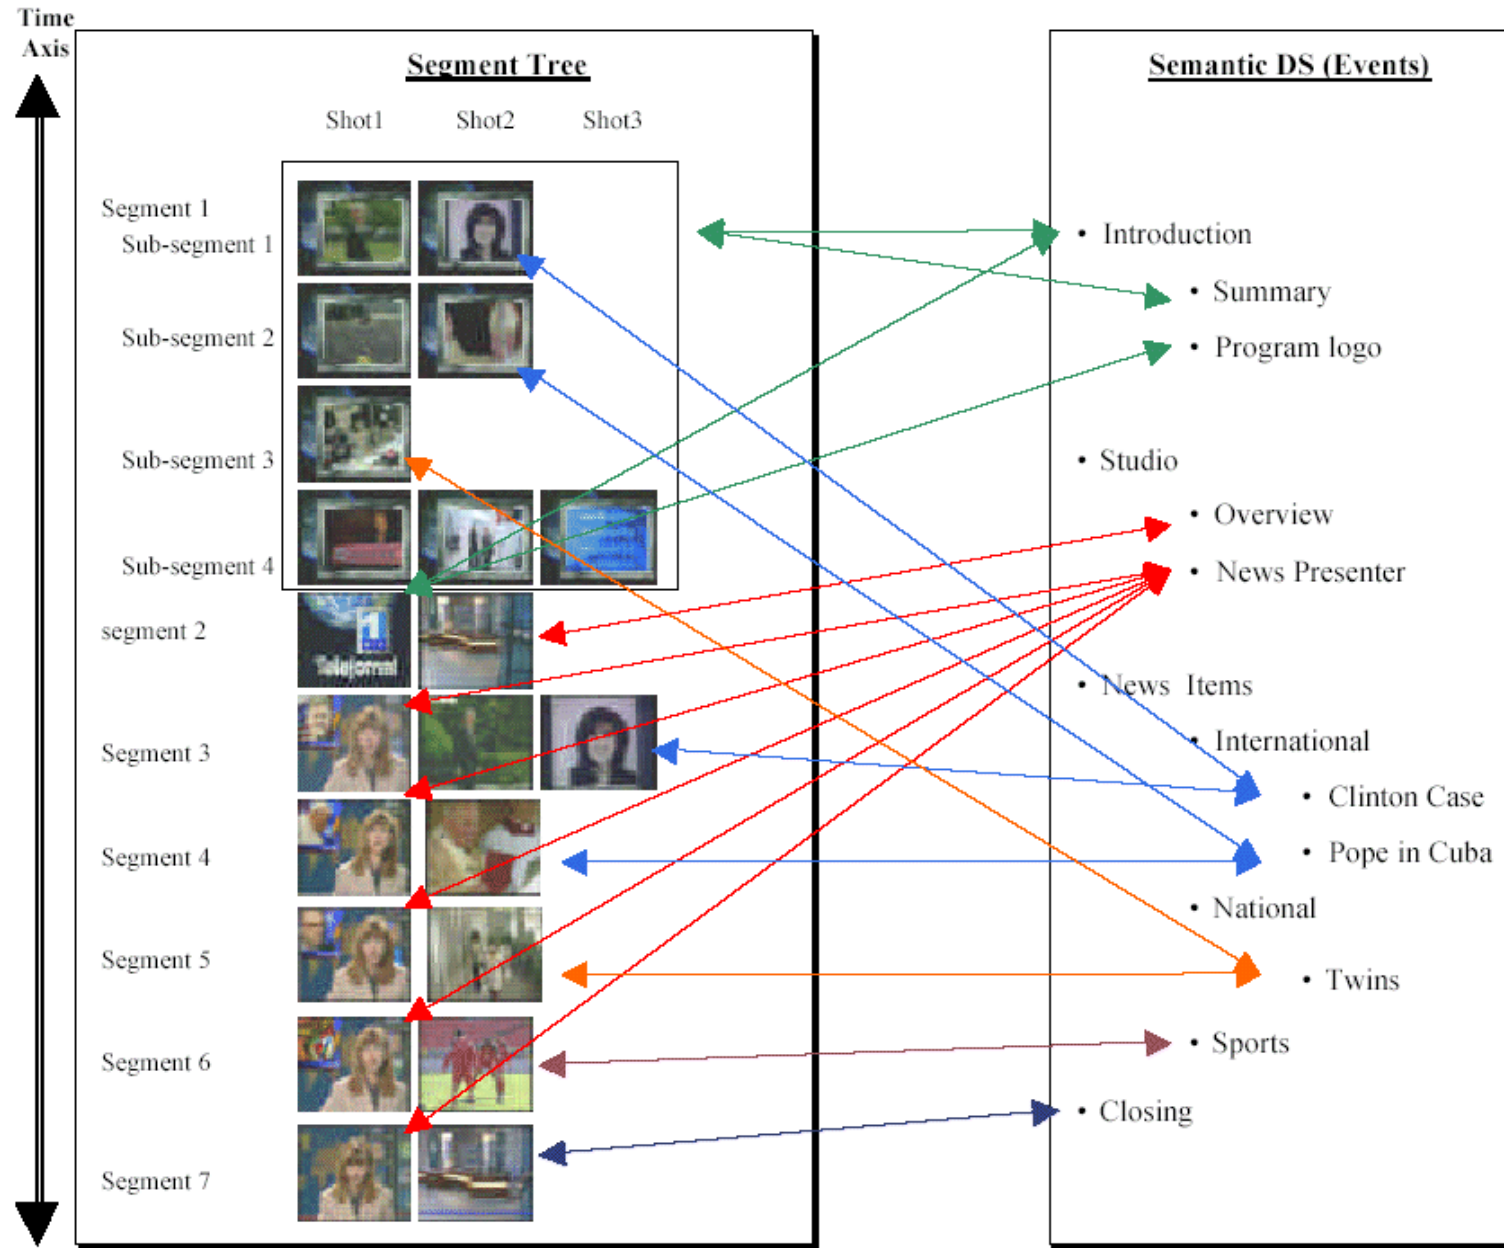 Time
Axis
Segment Tree
Shot1 Shot2 Shot3
Segment 1
Sub-segment 1
Sub-segment 2
Sub-segment 3
Sub-segment 4
segment 2
Telejornal
1
Segment 3
Segment 4
Segment 5
Segment 6
Segment 7
Semantic DS (Events)
• Introduction
• Summary
• Program logo
• Studio
• Overview
• News Presenter
• News Items
• International
• Clinton Case
• Pope in Cuba
• National
• Twins
• Sports
• Closing